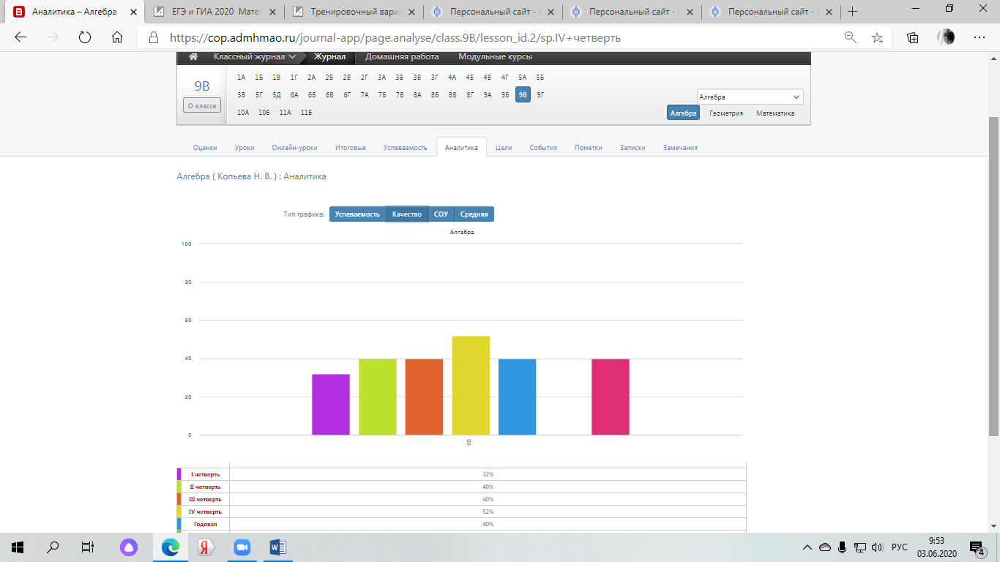 Аналитика – Алгебра
ЕГЭ и ГИА 2020 Матем
Тренировочный вариа
Персональный сайт -
Персональный сайт -
Персональный сайт -
https://cop.admhmao.ru/journal-app/page.analyse/class.9В/lesson_id.2/sp.IV+четверть
Классный журнал Журнал Домашняя работа Модульные курсы
9В
О классе
1А 1Б 1В 1Г 2А 2Б 2В 2Г 3А 3Б 3В 3Г 4А 4Б 4В 4Г 5А 5Б
5В 5Г 5Д 6А 6Б 6В 6Г 7А 7Б 7В 8А 8Б 8В 8Г 9А 9Б 9В 9Г
10А 10Б 11А 11Б
Алгебра
Алгебра Геометрия Математика
Оценки Уроки Онлайн-уроки Итоговые Успеваемость Аналитика Цели События Пометки Записки Замечания
Алгебра ( Копьева Н. В. ) : Аналитика
Тип графика: Успеваемость Качество СОУ Средняя
Алгебра
100
80
60
40
20
0
9В
I четверть 32%
II четверть 40%
III четверть 40%
IV четверть 52%
Годовая 40%
РУС
9:53
03.06.2020
4